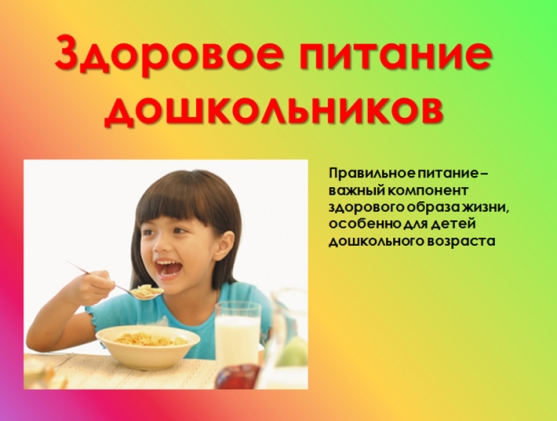 Здоровое питание
дошкольников
Правильное питание –
важный компонент
здорового образа жизни,
особенно для детей
дошкольного возраста